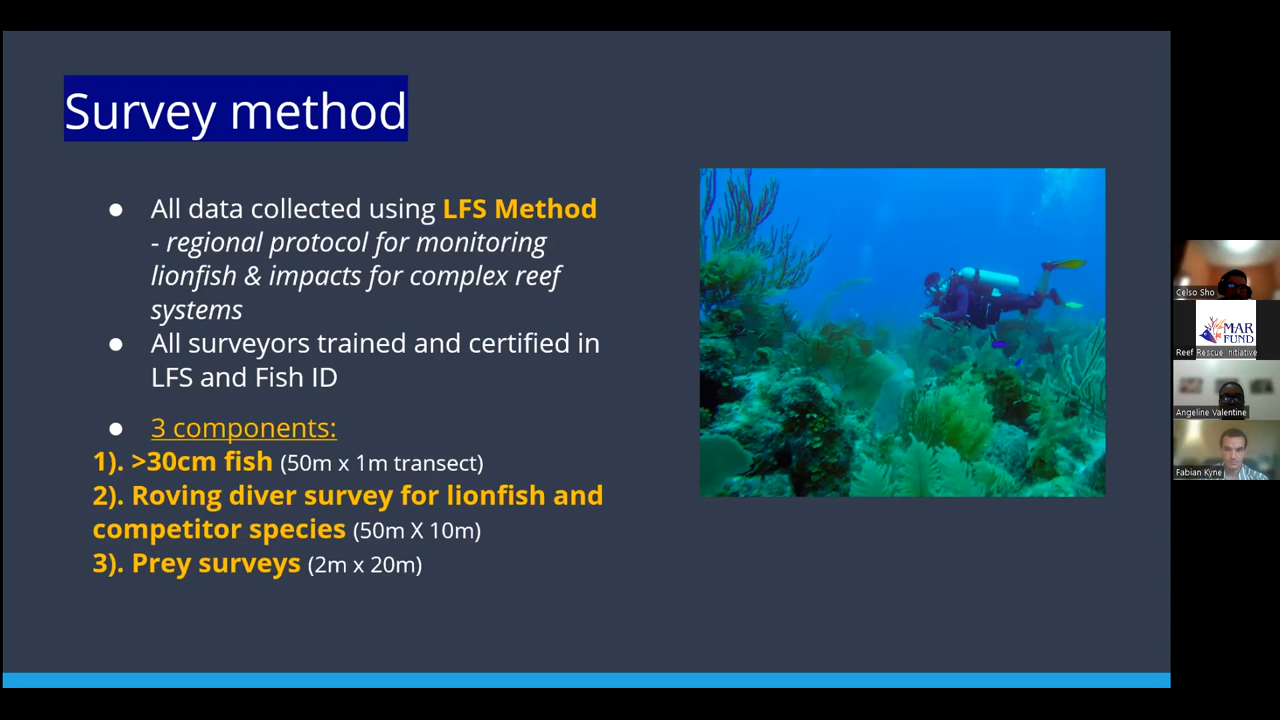 Survey method
● All data collected using LFS Method
- regional protocol for monitoring
lionfish & impacts for complex reef
systems
● All surveyors trained and certified in
LFS and Fish ID
● 3 components:
1). >30cm fish (50m x 1m transect)
2). Roving diver survey for lionfish and
competitor species (50m X 10m)
3). Prey surveys (2m x 20m)
Celso Sho
MAR
FUND
Reef Rescue Initiative
Angeline Valentine
Fabian Kyne